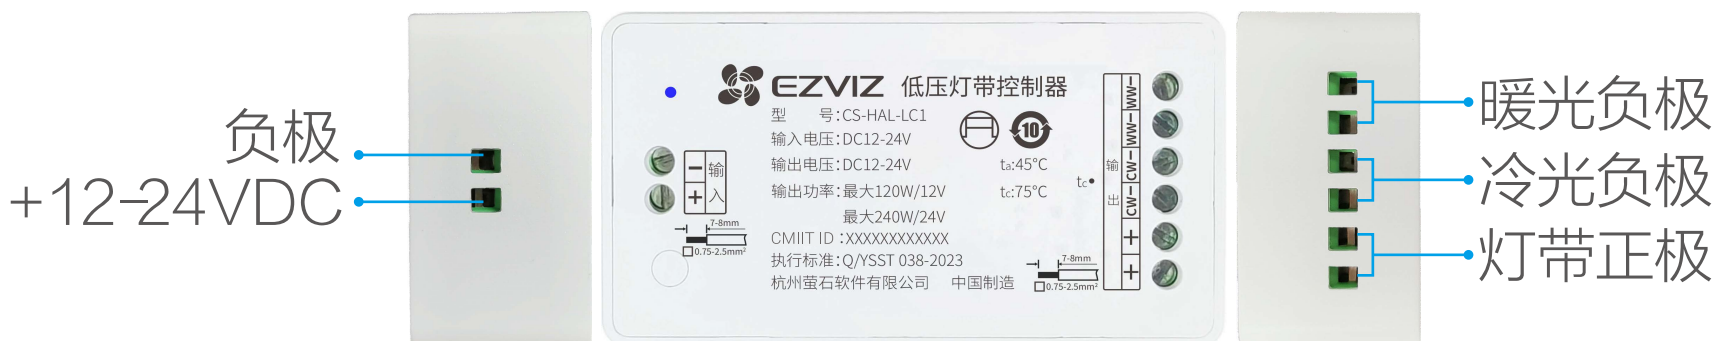 负极
+12-24VDC
EZVIZ 低压灯带控制器
型 号:CS-HAL-LC1
输入电压:DC12-24V
输出电压:DC12-24V
输出功率:最大120W/12V
最大240W/24V
CMIIT ID :XXXXXXXXXXXX
执行标准:Q/YSST 038-2023
杭州萤石软件有限公司 中国制造
- 输
+ 入
7-8mm
0.75-2.5mm²
10
ta:45°C
tc:75°C
tc
7-8mm
0.75-2.5mm²
输出
WW-
WW-
CW-
CW-
+
+
暖光负极
冷光负极
灯带正极